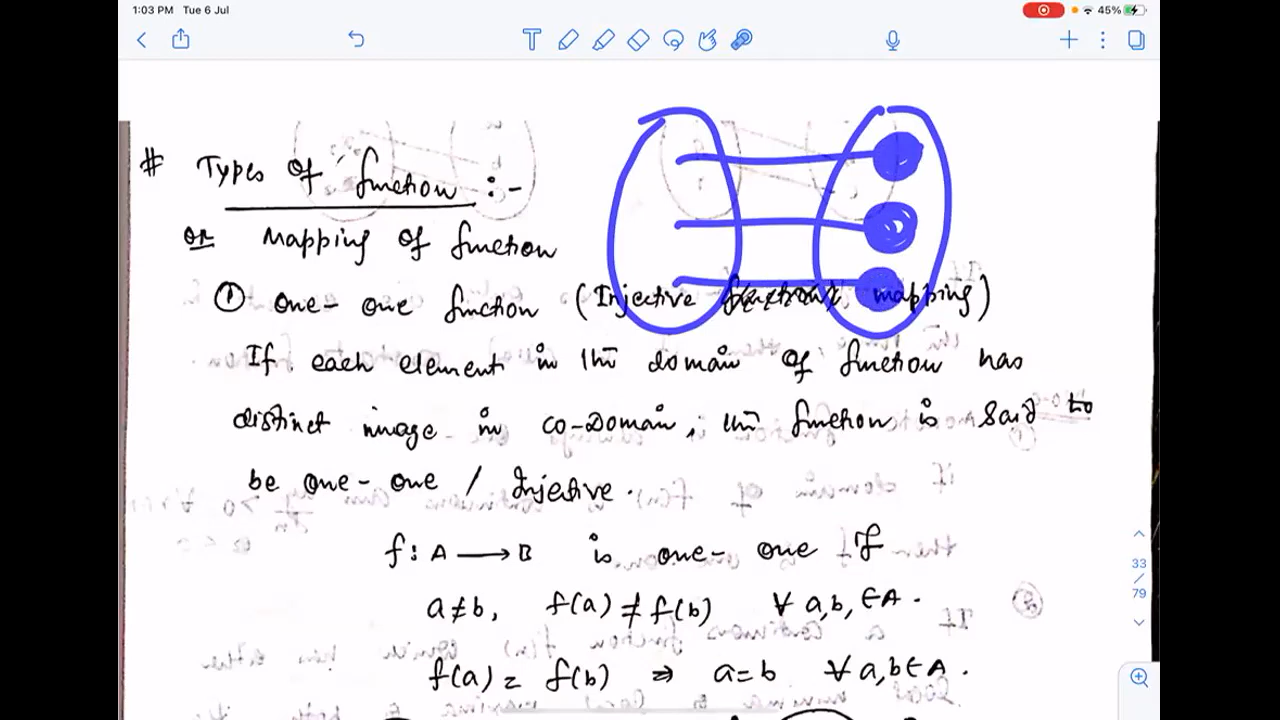 1:03 PM Tue 6 Jul
45%
# Types of function :-
or mapping of function
① one-one function (Injective mapping)
If each element in the domain of function has
distinct image in co-Domain, the function is said to
be one-one / Injective.
f: A → B is one-one if
a≠b, f(a) ≠ f(b) ∀ a,b, ∈A.
f(a) = f(b) ⇒ a=b ∀ a,b∈A.
33
/
79